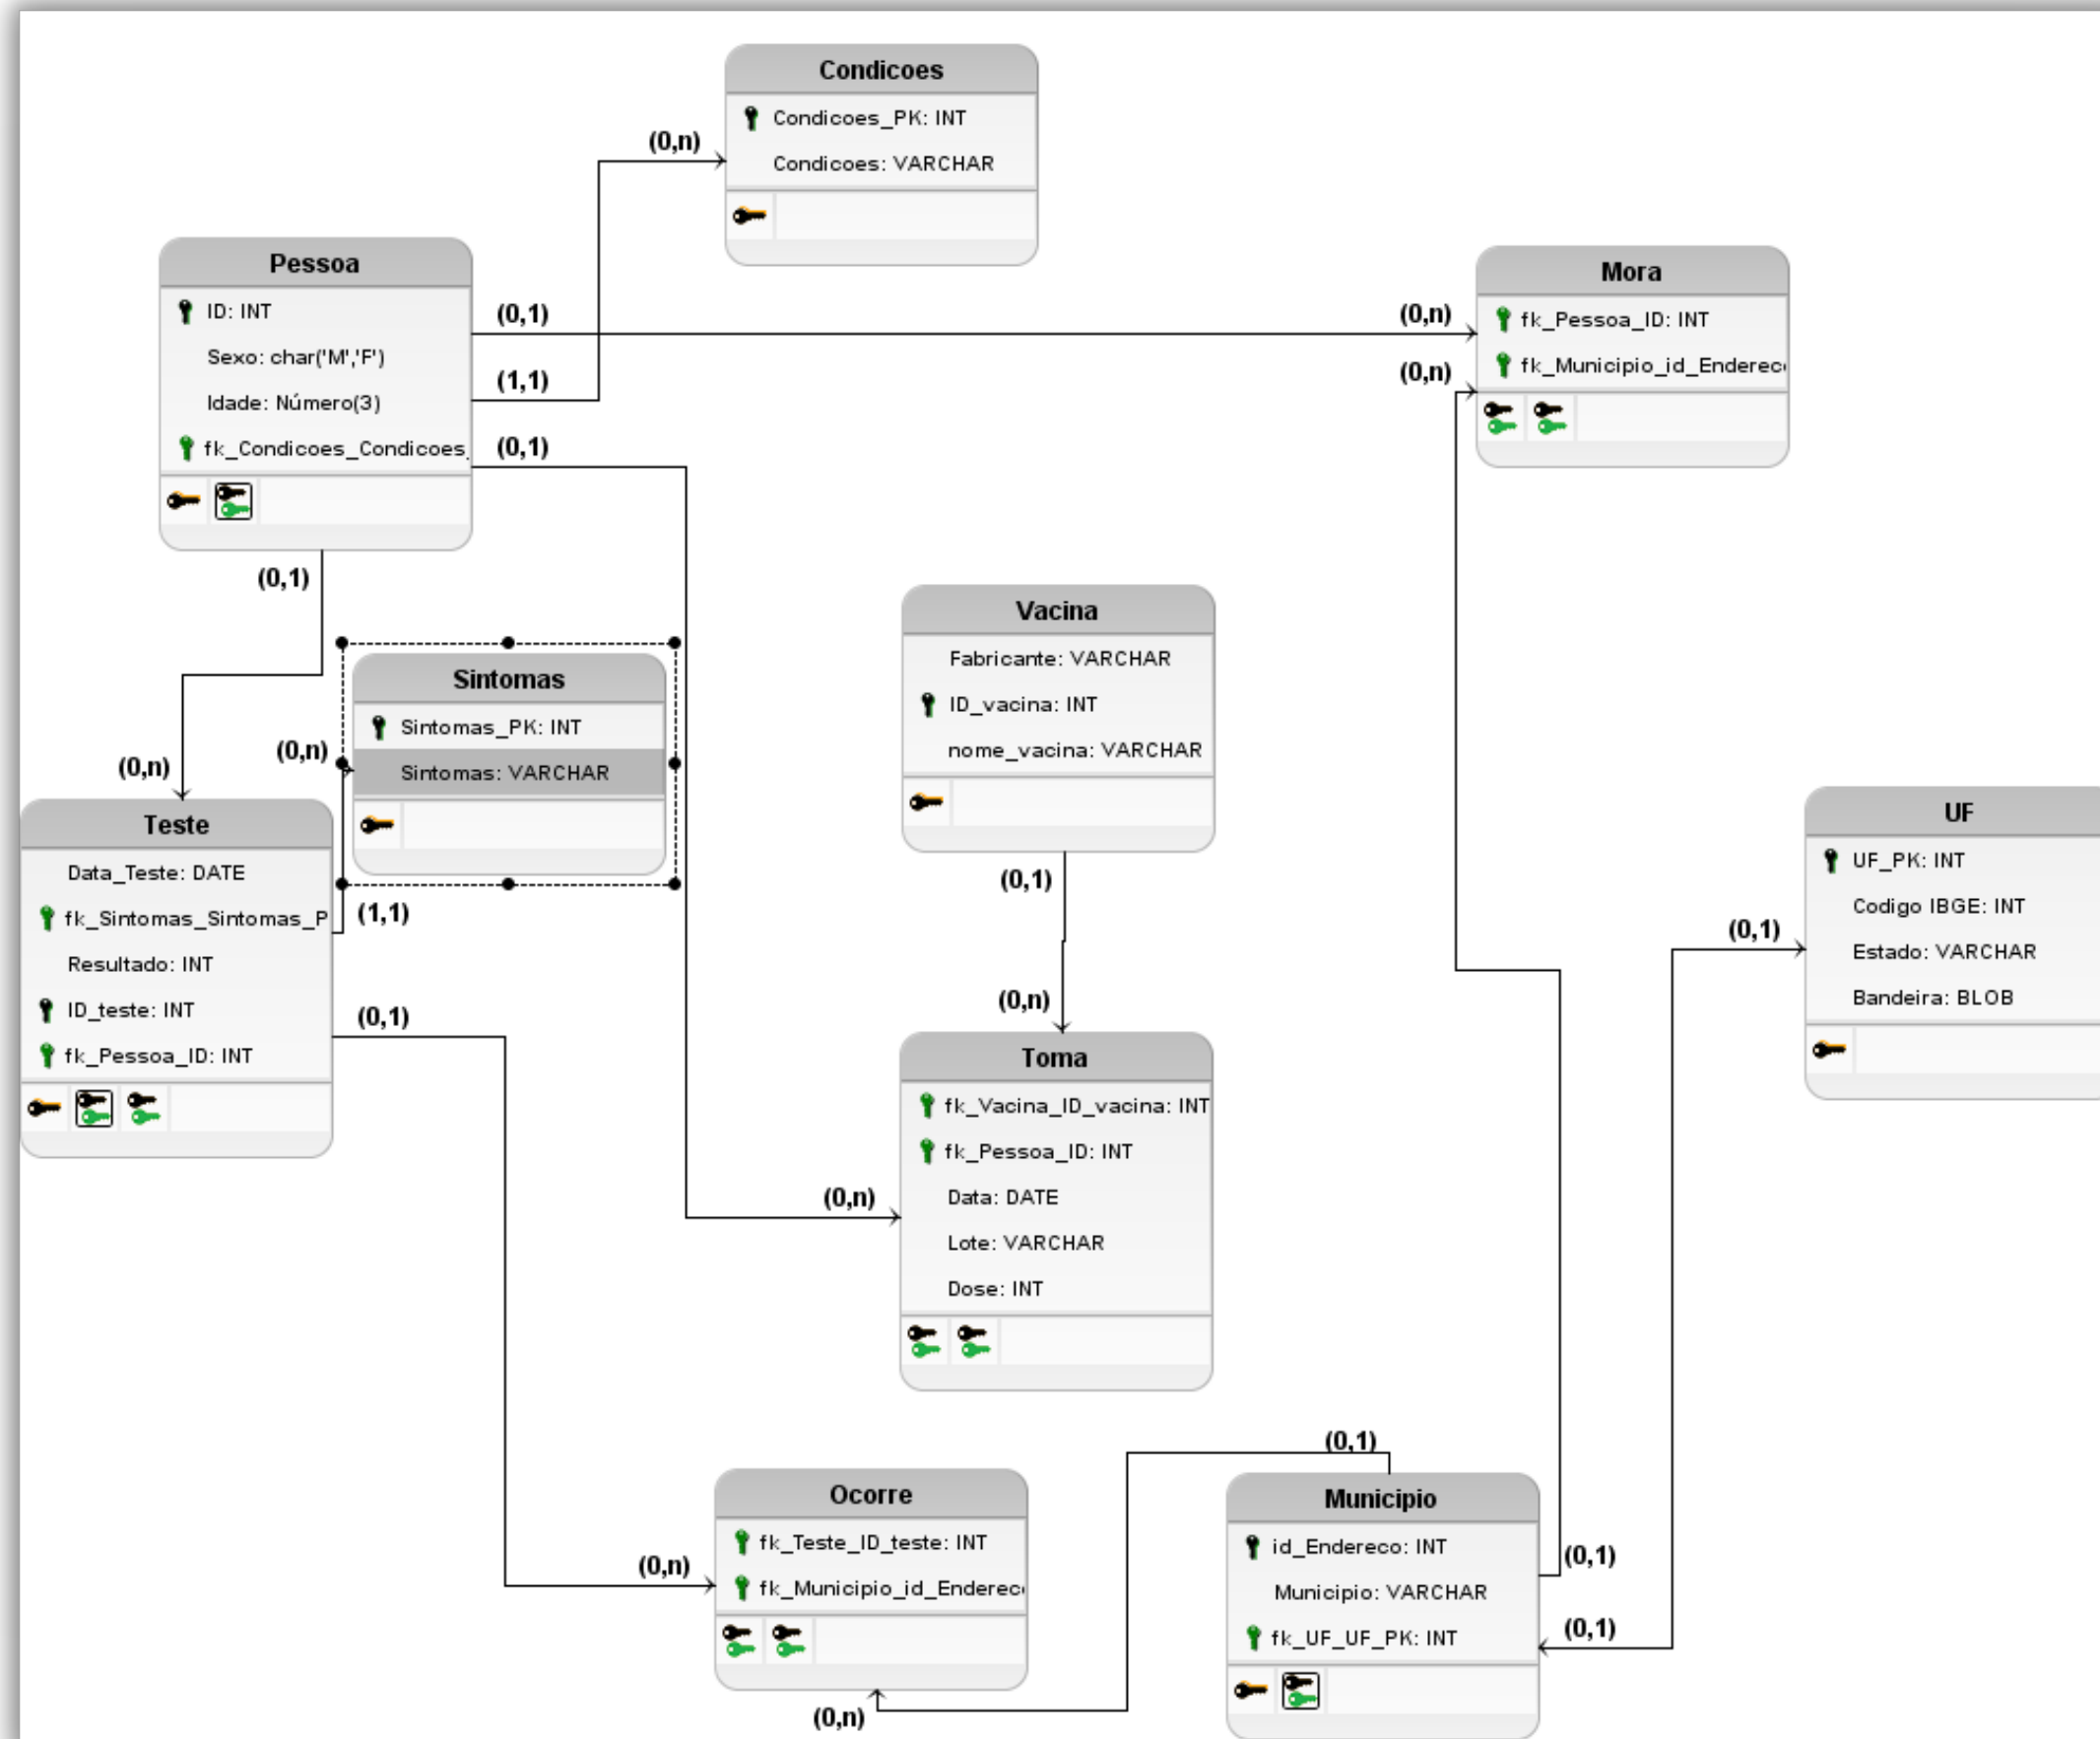 Condicoes
Condicoes_PK: INT
Condicoes: VARCHAR
(0,n)
Pessoa
ID: INT
Sexo: char('M','F')
Idade: Número(3)
fk_Condicoes_Condicoes_
(0,1)
(1,1)
(0,1)
(0,1)
Mora
fk_Pessoa_ID: INT
fk_Municipio_id_Enderec
(0,n)
(0,n)
Sintomas
Sintomas_PK: INT
Sintomas: VARCHAR
(0,n)
(0,n)
Vacina
Fabricante: VARCHAR
ID_vacina: INT
nome_vacina: VARCHAR
(0,1)
(0,n)
Teste
Data_Teste: DATE
fk_Sintomas_Sintomas_P
Resultado: INT
ID_teste: INT
fk_Pessoa_ID: INT
(1,1)
(0,1)
UF
UF_PK: INT
Codigo IBGE: INT
Estado: VARCHAR
Bandeira: BLOB
(0,1)
Toma
fk_Vacina_ID_vacina: INT
fk_Pessoa_ID: INT
Data: DATE
Lote: VARCHAR
Dose: INT
(0,n)
Ocorre
fk_Teste_ID_teste: INT
fk_Municipio_id_Enderec
(0,n)
(0,n)
(0,1)
Municipio
id_Endereco: INT
Municipio: VARCHAR
fk_UF_UF_PK: INT
(0,1)
(0,1)